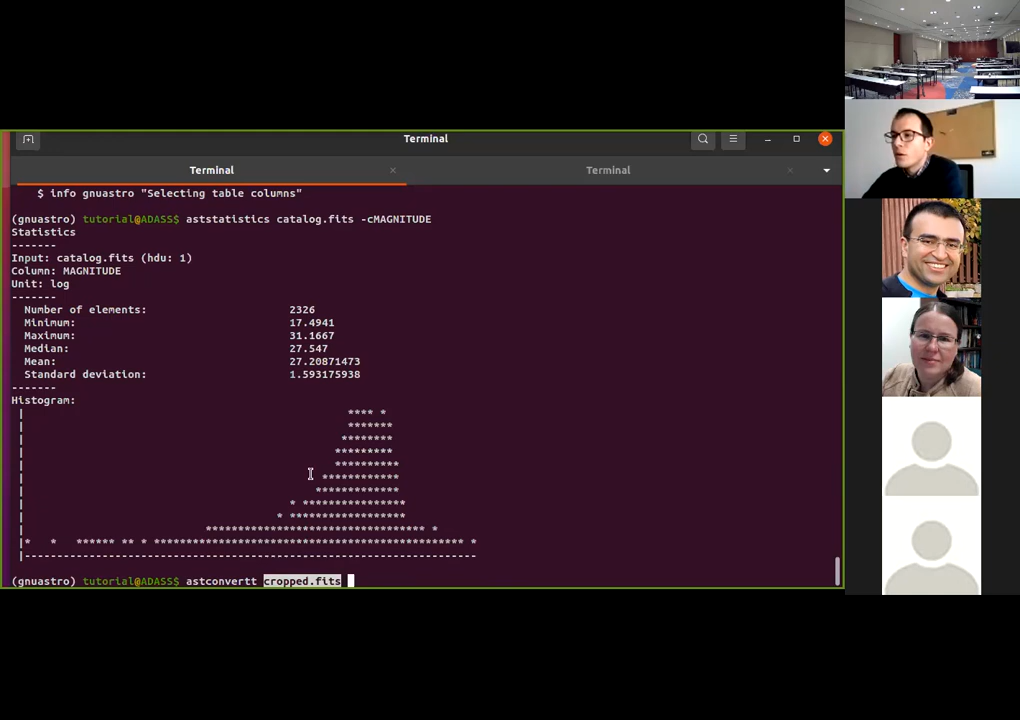 Terminal
Terminal
Terminal
$ info gnuastro "Selecting table columns"
(gnuastro) tutorial@ADASS$ aststatistics catalog.fits -cMAGNITUDE
Statistics
-------
Input: catalog.fits (hdu: 1)
Column: MAGNITUDE
Unit: log
-------
Number of elements: 2326
Minimum: 17.4941
Maximum: 31.1667
Median: 27.547
Mean: 27.20871473
Standard deviation: 1.593175938
-------
Histogram:
(gnuastro) tutorial@ADASS$ astconvertt cropped.fits